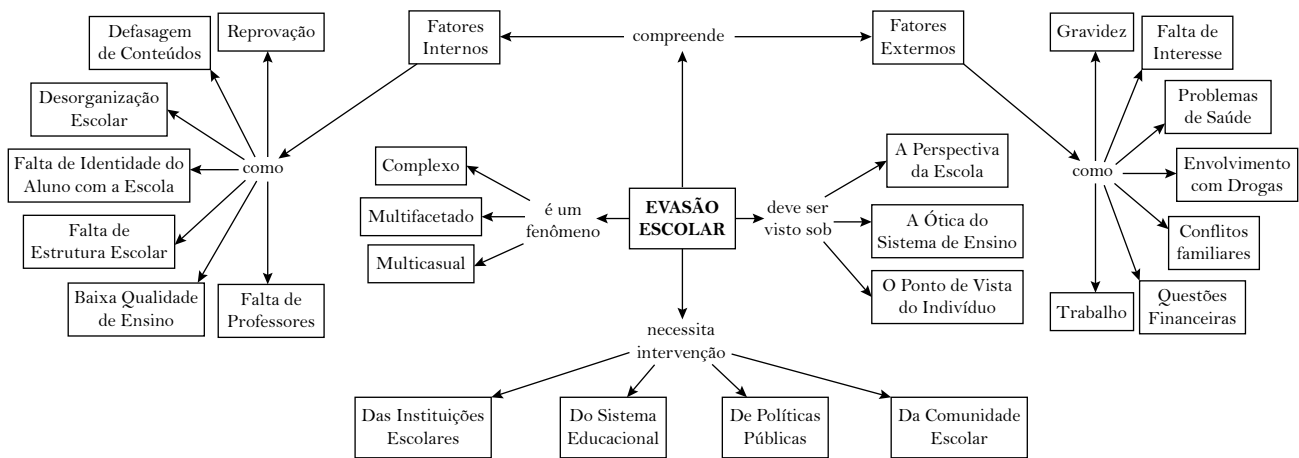 Defasagem
de Conteúdos
Reprovação
Fatores
Internos
compreende
Fatores
Extermos
Gravidez
Falta de
Interesse
Desorganização
Escolar
Problemas
de Saúde
Falta de Identidade do
Aluno com a Escola
como
Complexo
Multifacetado
Multicasual
é um
fenômeno
EVASÃO
ESCOLAR
deve ser
visto sob
A Perspectiva
da Escola
A Ótica do
Sistema de Ensino
O Ponto de Vista
do Indivíduo
como
Envolvimento
com Drogas
Falta de
Estrutura Escolar
Conflitos
familiares
Baixa Qualidade
de Ensino
Falta de
Professores
Trabalho
Questões
Financeiras
necessita
intervenção
Das Instituições
Escolares
Do Sistema
Educacional
De Políticas
Públicas
Da Comunidade
Escolar